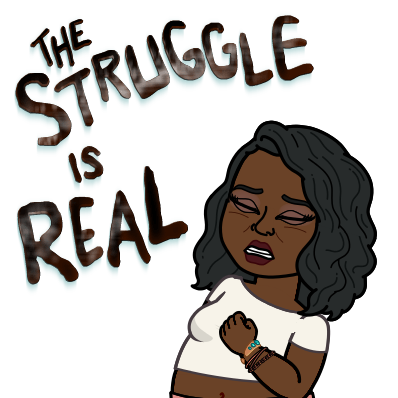 THE
STRUGGLE
IS
REAL